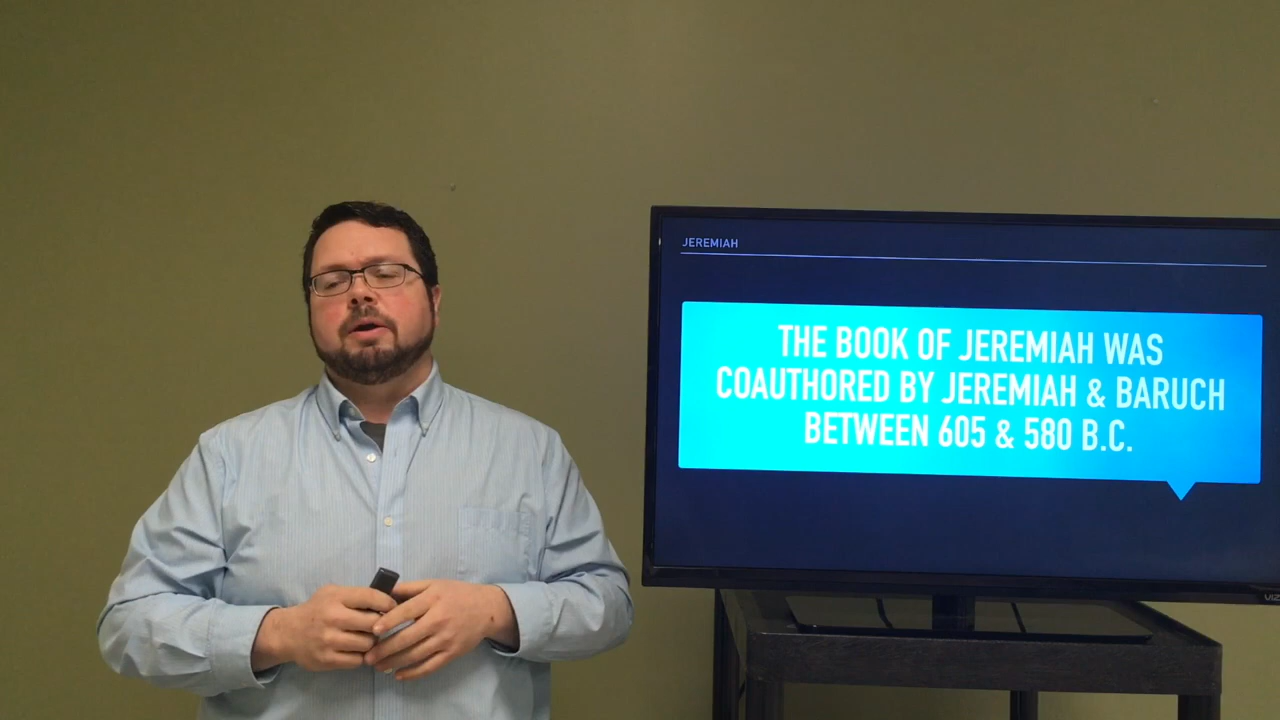 JEREMIAH
THE BOOK OF JEREMIAH WAS
COAUTHORED BY JEREMIAH & BARUCH
BETWEEN 605 & 580 B.C.